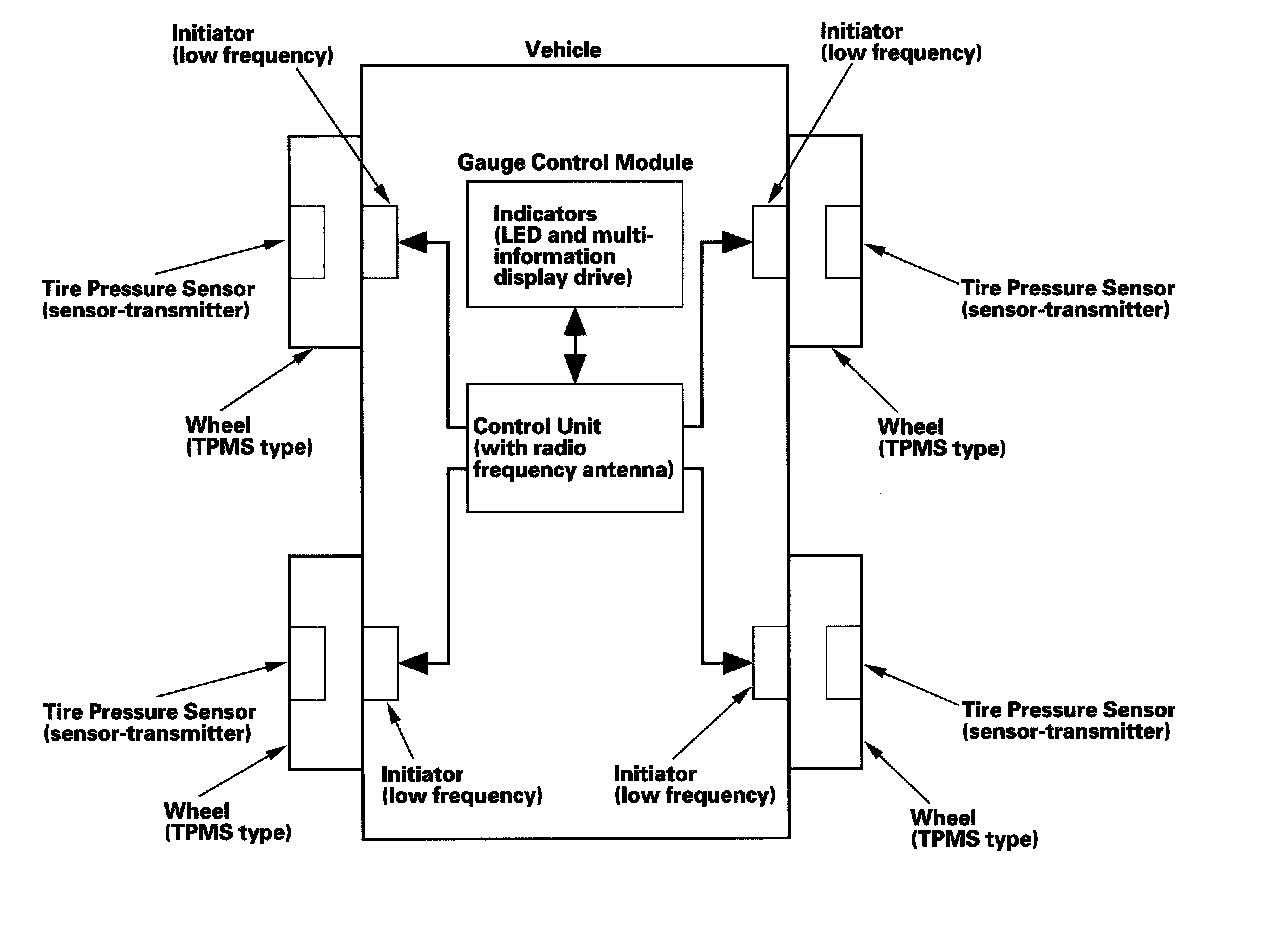 Initiator
(low frequency)
Vehicle
Initiator
(low frequency)
Gauge Control Module
Indicators
(LED and multi-
information
display drive)
Tire Pressure Sensor
(sensor-transmitter)
Tire Pressure Sensor
(sensor-transmitter)
Wheel
(TPMS type)
Control Unit
(with radio
frequency antenna)
Wheel
(TPMS type)
Tire Pressure Sensor
(sensor-transmitter)
Tire Pressure Sensor
(sensor-transmitter)
Initiator
(low frequency)
Initiator
(low frequency)
Wheel
(TPMS type)
Wheel
(TPMS type)